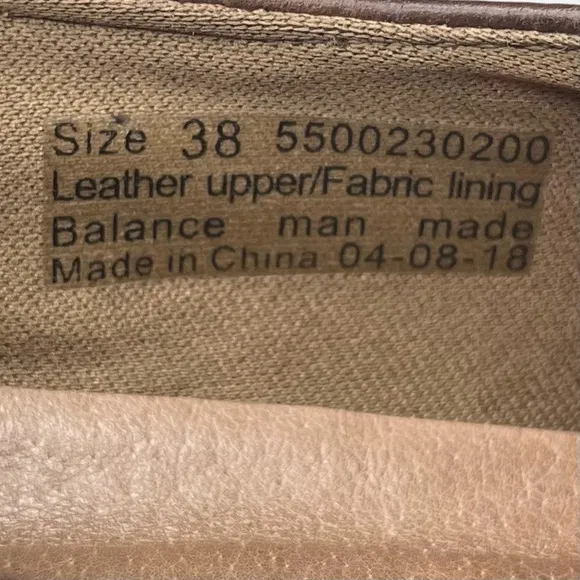 Size 38 5500230200
Leather upper/Fabric lining
Balance man made
Made in China 04-08-18